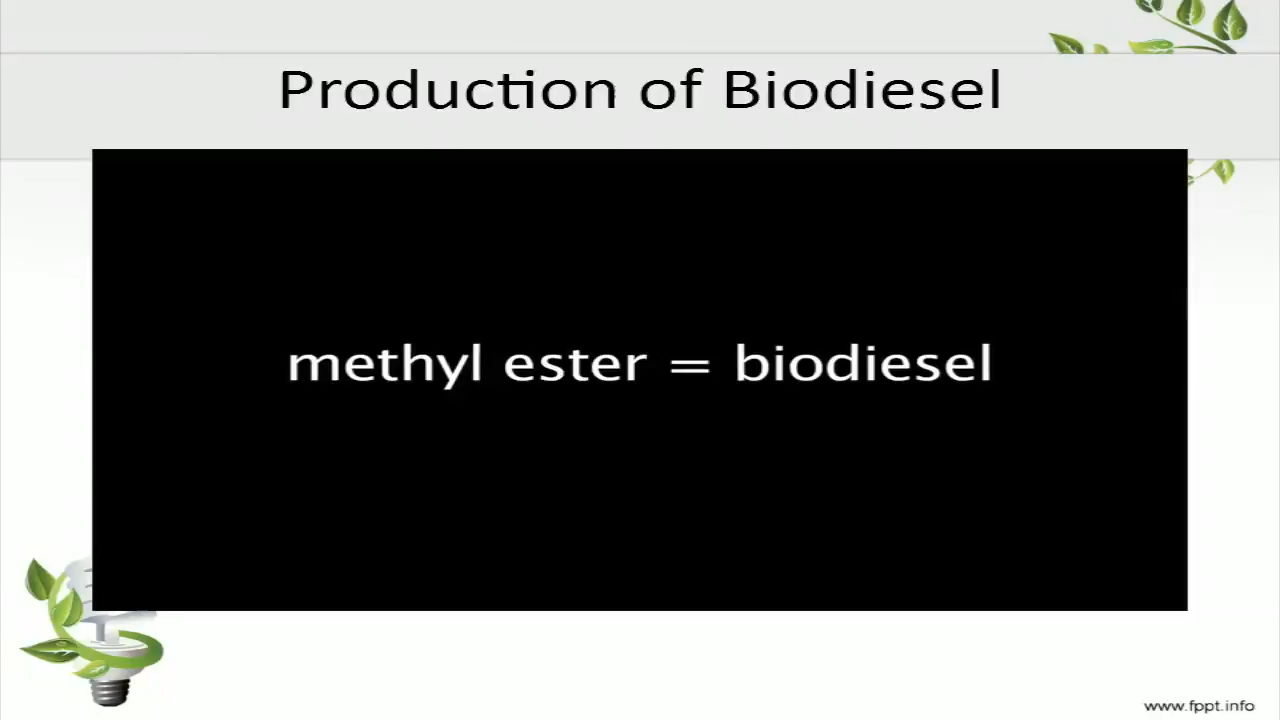 Production of Biodiesel
methyl ester = biodiesel
www.fppt.info